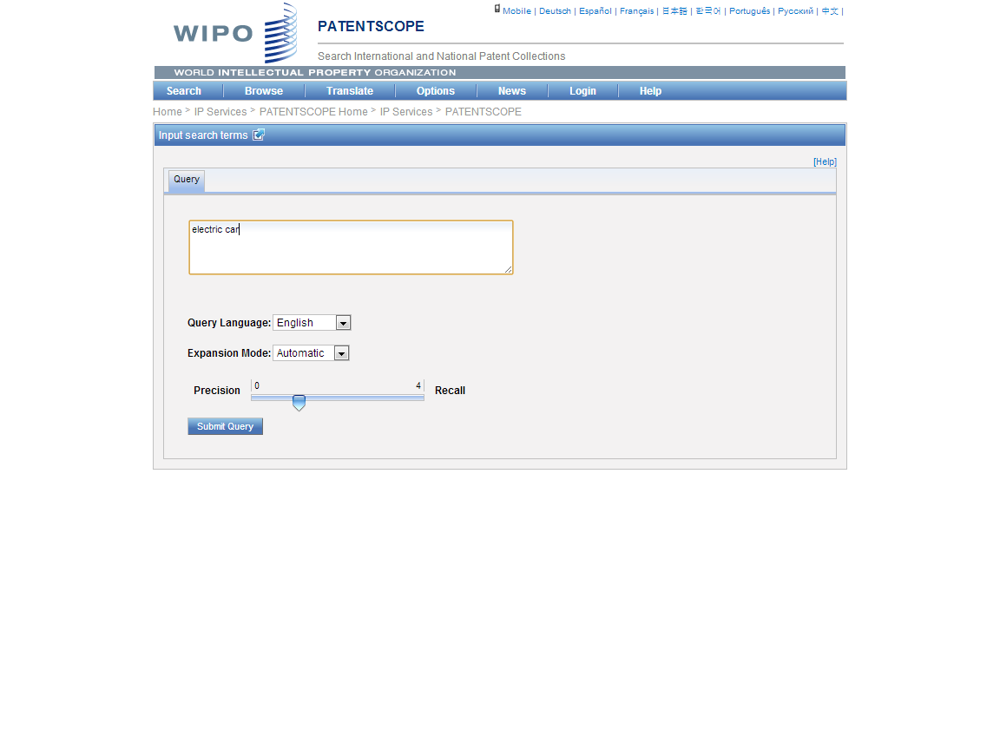 Mobile | Deutsch | Español | Français | 日本語 | 한국어 | Português | Русский | 中文 |
WIPO
PATENTSCOPE
Search International and National Patent Collections
WORLD INTELLECTUAL PROPERTY ORGANIZATION
Search Browse Translate Options News Login Help
Home > IP Services > PATENTSCOPE Home > IP Services > PATENTSCOPE
Input search terms
[Help]
Query
electric car
Query Language: English
Expansion Mode: Automatic
0 4
Precision Recall
Submit Query